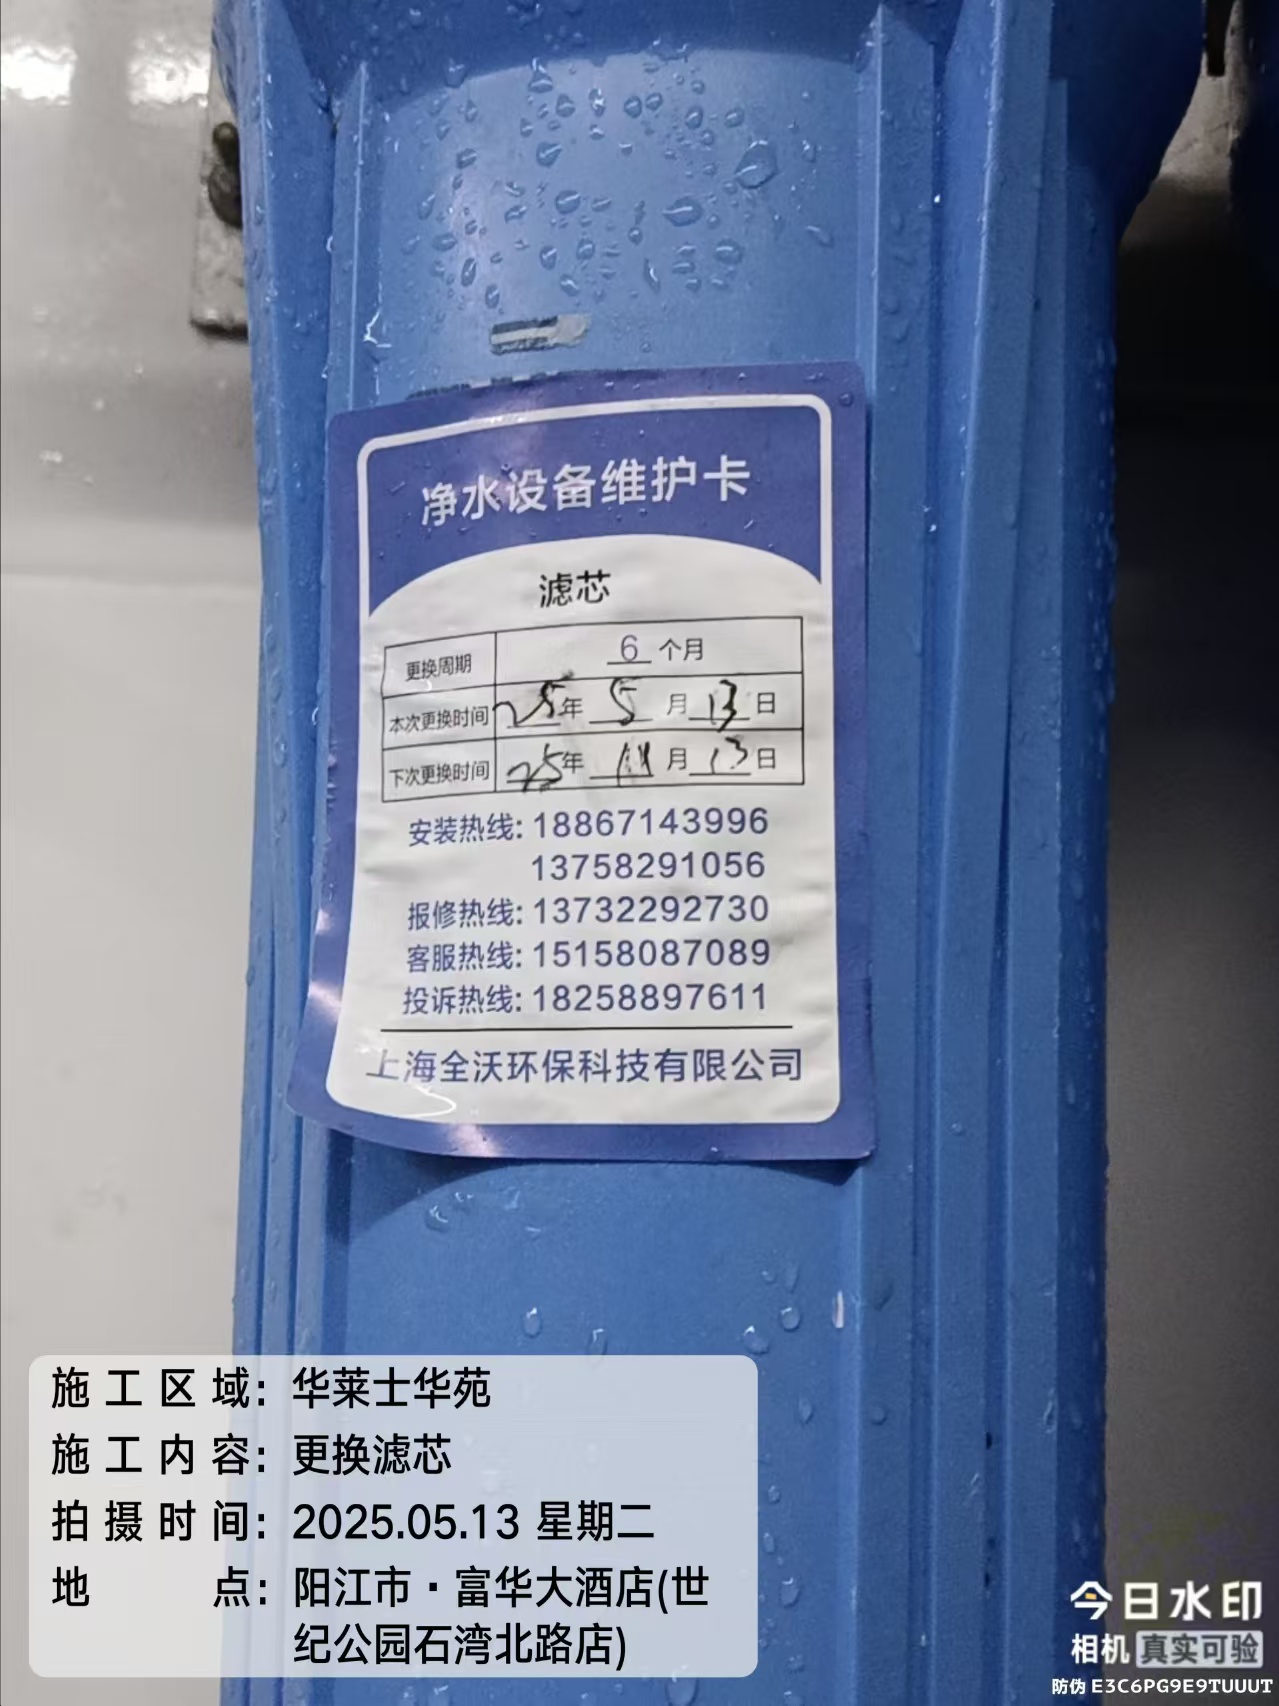 净水设备维护卡
滤芯
更换周期 6 个月
本次更换时间 25年 5 月 13 日
下次更换时间 25年 11 月 13 日
安装热线: 18867143996
13758291056
报修热线: 13732292730
客服热线: 15158087089
投诉热线: 18258897611
上海全沃环保科技有限公司
施工区域: 华莱士华苑
施工内容: 更换滤芯
拍摄时间: 2025.05.13 星期二
地点: 阳江市·富华大酒店(世
纪公园石湾北路店)
今日水印
相机 真实可验
防伪 E3C6PG9E9TUUUT